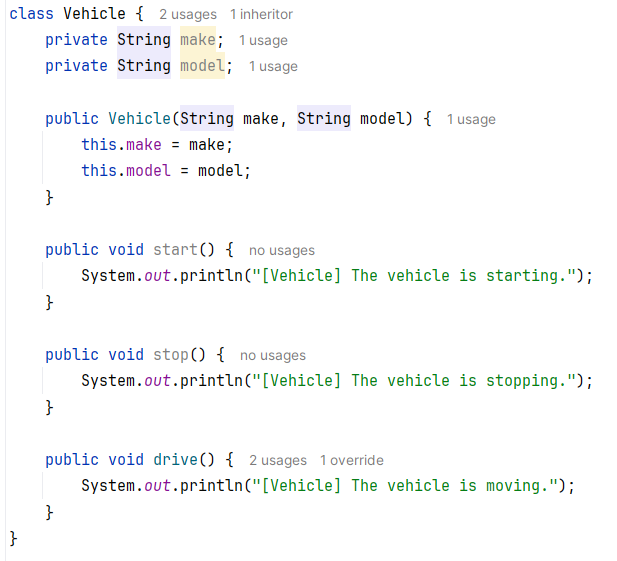 class Vehicle {   2 usages   1 inheritor
    private String make;   1 usage
    private String model;   1 usage

    public Vehicle(String make, String model) {   1 usage
        this.make = make;
        this.model = model;
    }

    public void start() {   no usages
        System.out.println("[Vehicle] The vehicle is starting.");
    }

    public void stop() {   no usages
        System.out.println("[Vehicle] The vehicle is stopping.");
    }

    public void drive() {   2 usages   1 override
        System.out.println("[Vehicle] The vehicle is moving.");
    }
}